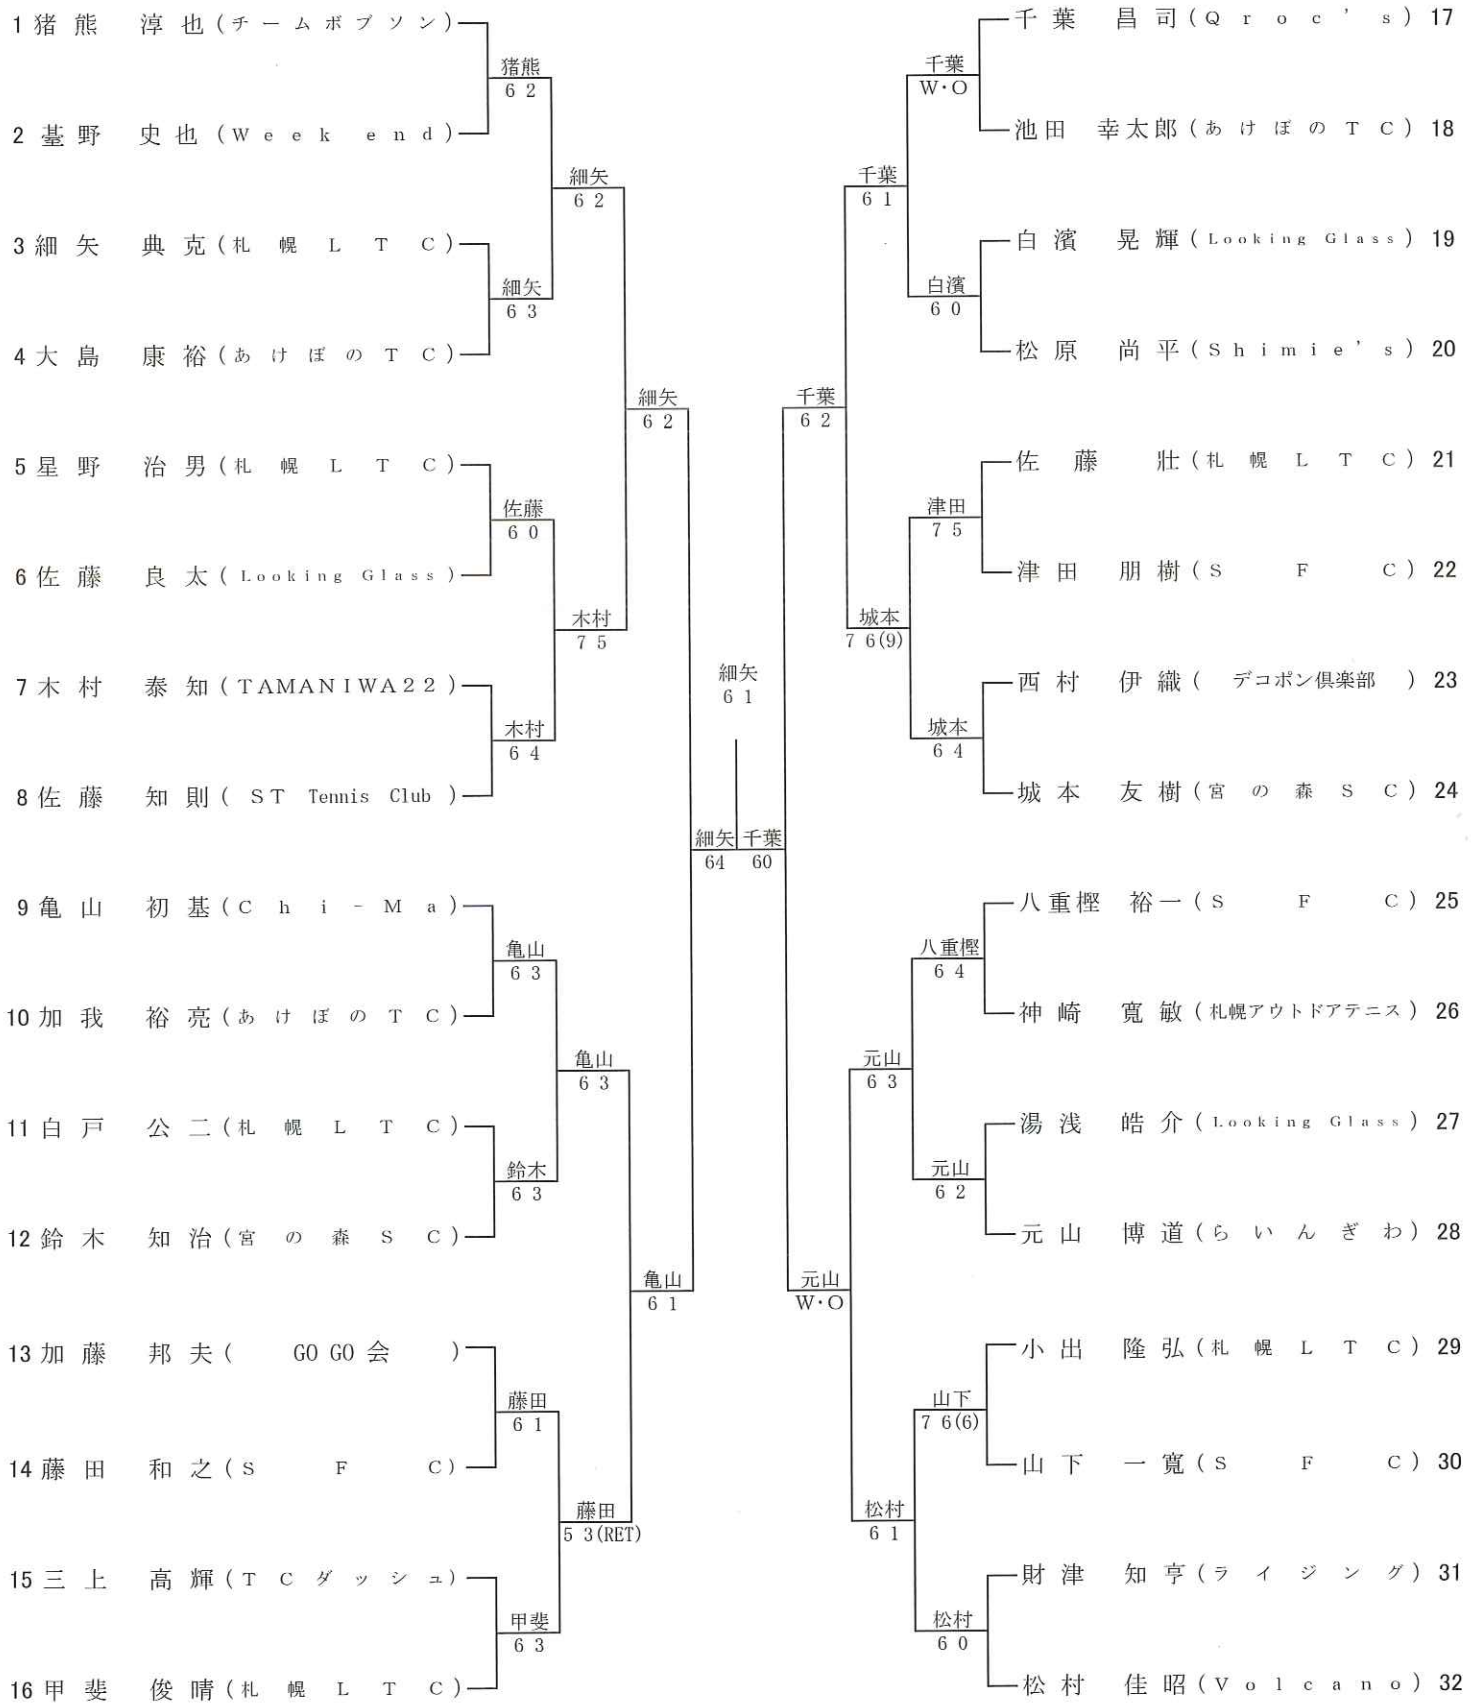 1 猪熊 淳也 (チームボブソン)
猪熊
6 2
2 臺野 史也 (Week end)
細矢
6 2
3 細矢 典克 (札幌LTC)
細矢
6 3
4 大島 康裕 (あけぼのTC)
細矢
6 2
5 星野 治男 (札幌LTC)
佐藤
6 0
6 佐藤 良太 (Looking Glass)
木村
7 5
7 木村 泰知 (TAMANIWA22)
木村
6 4
8 佐藤 知則 (ST Tennis Club)
細矢
64
9 亀山 初基 (Chi-Ma)
亀山
6 3
10 加我 裕亮 (あけぼのTC)
亀山
6 3
11 白戸 公二 (札幌LTC)
鈴木
6 3
12 鈴木 知治 (宮の森SC)
亀山
6 1
13 加藤 邦夫 (GO GO 会)
藤田
6 1
14 藤田 和之 (SFC)
藤田
5 3(RET)
15 三上 高輝 (TCダッシュ)
甲斐
6 3
16 甲斐 俊晴 (札幌LTC)
細矢
6 1
千葉 昌司 (Qroc's) 17
千葉
W・O
池田 幸太郎 (あけぼのTC) 18
千葉
6 1
白濱 晃輝 (Looking Glass) 19
白濱
6 0
松原 尚平 (Shimie's) 20
千葉
6 2
佐藤 壯 (札幌LTC) 21
津田
7 5
津田 朋樹 (SFC) 22
城本
7 6(9)
西村 伊織 (デコポン倶楽部) 23
城本
6 4
城本 友樹 (宮の森SC) 24
千葉
60
八重樫 裕一 (SFC) 25
八重樫
6 4
神崎 寛敏 (札幌アウトドアテニス) 26
元山
6 3
湯浅 皓介 (Looking Glass) 27
元山
6 2
元山 博道 (らいんぎわ) 28
元山
W・O
小出 隆弘 (札幌LTC) 29
山下
7 6(6)
山下 一寛 (SFC) 30
松村
6 1
財津 知亨 (ライジング) 31
松村
6 0
松村 佳昭 (Volcano) 32